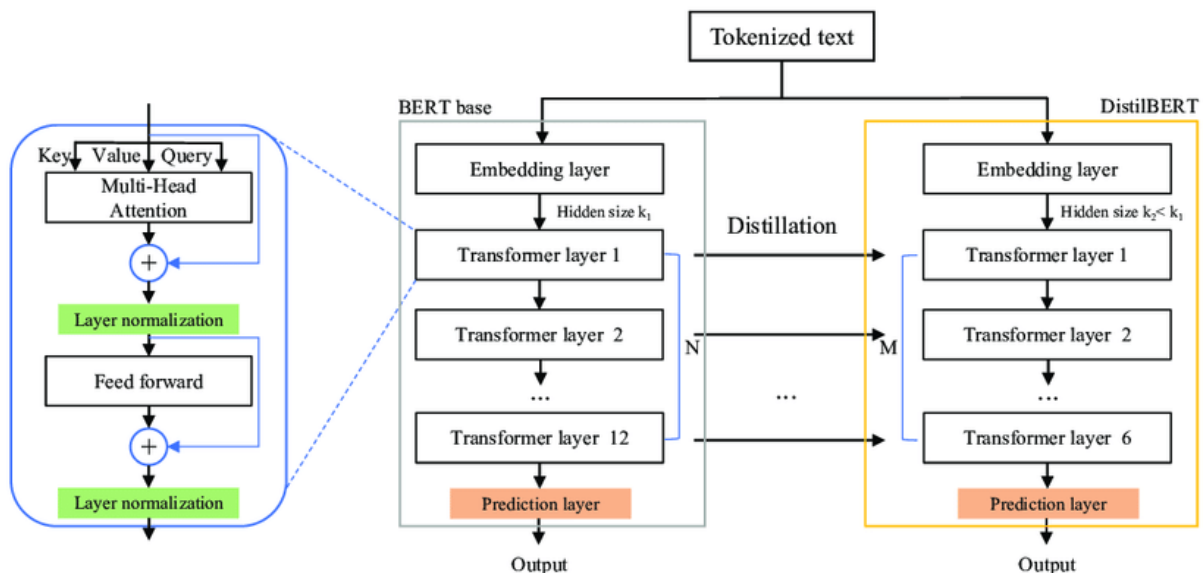 Tokenized text
BERT base
DistilBERT
Key Value Query
Multi-Head
Attention
+
Layer normalization
Feed forward
+
Layer normalization
Embedding layer
Hidden size k₁
Transformer layer 1
Transformer layer 2
...
Transformer layer 12
Prediction layer
Output
N
Distillation
...
M
Embedding layer
Hidden size k₂< k₁
Transformer layer 1
Transformer layer 2
...
Transformer layer 6
Prediction layer
Output